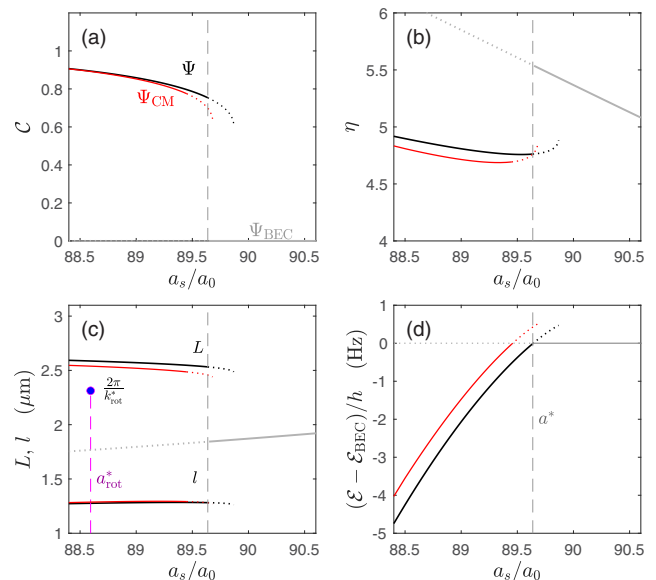 (a)
Ψ
Ψ_CM
Ψ_BEC
C
1
0.8
0.6
0.4
0.2
0
88.5 89 89.5 90 90.5
a_s/a_0
(b)
η
6
5.5
5
4.5
4
88.5 89 89.5 90 90.5
a_s/a_0
(c)
L
2π/k*_rot
a*_rot
l
L, l (μm)
3
2.5
2
1.5
1
88.5 89 89.5 90 90.5
a_s/a_0
(d)
a*
(E − E_BEC)/h (Hz)
1
0
-1
-2
-3
-4
-5
88.5 89 89.5 90 90.5
a_s/a_0